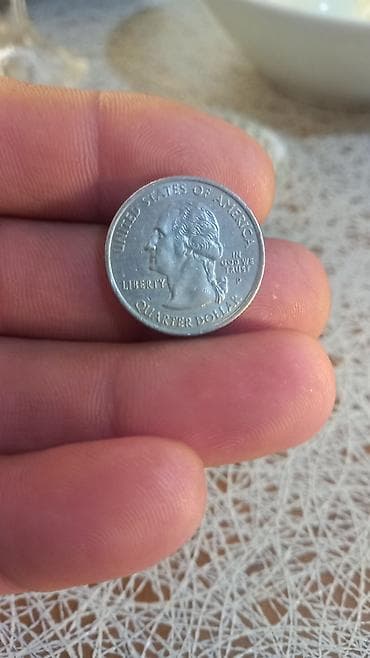 UNITED STATES OF AMERICA
LIBERTY
IN
GOD WE
TRUST
P
QUARTER DOLLAR